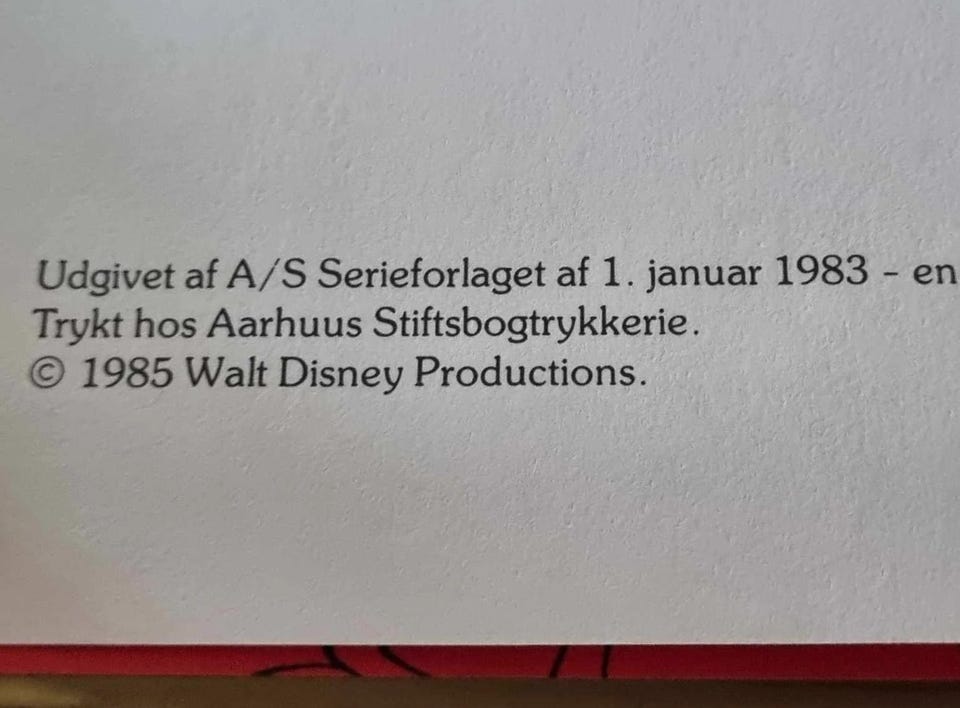 Udgivet af A/S Serieforlaget af 1. januar 1983 – en
Trykt hos Aarhuus Stiftsbogtrykkerie.
© 1985 Walt Disney Productions.